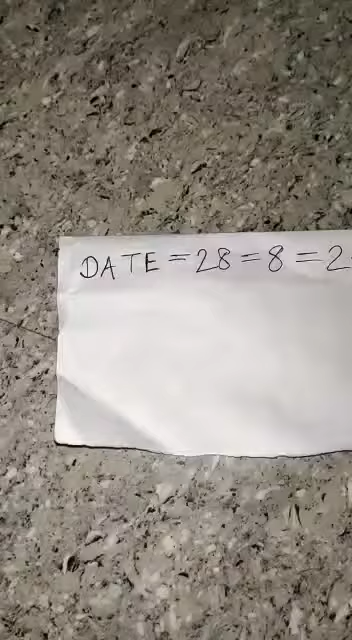 DATE = 28 = 8 = 2